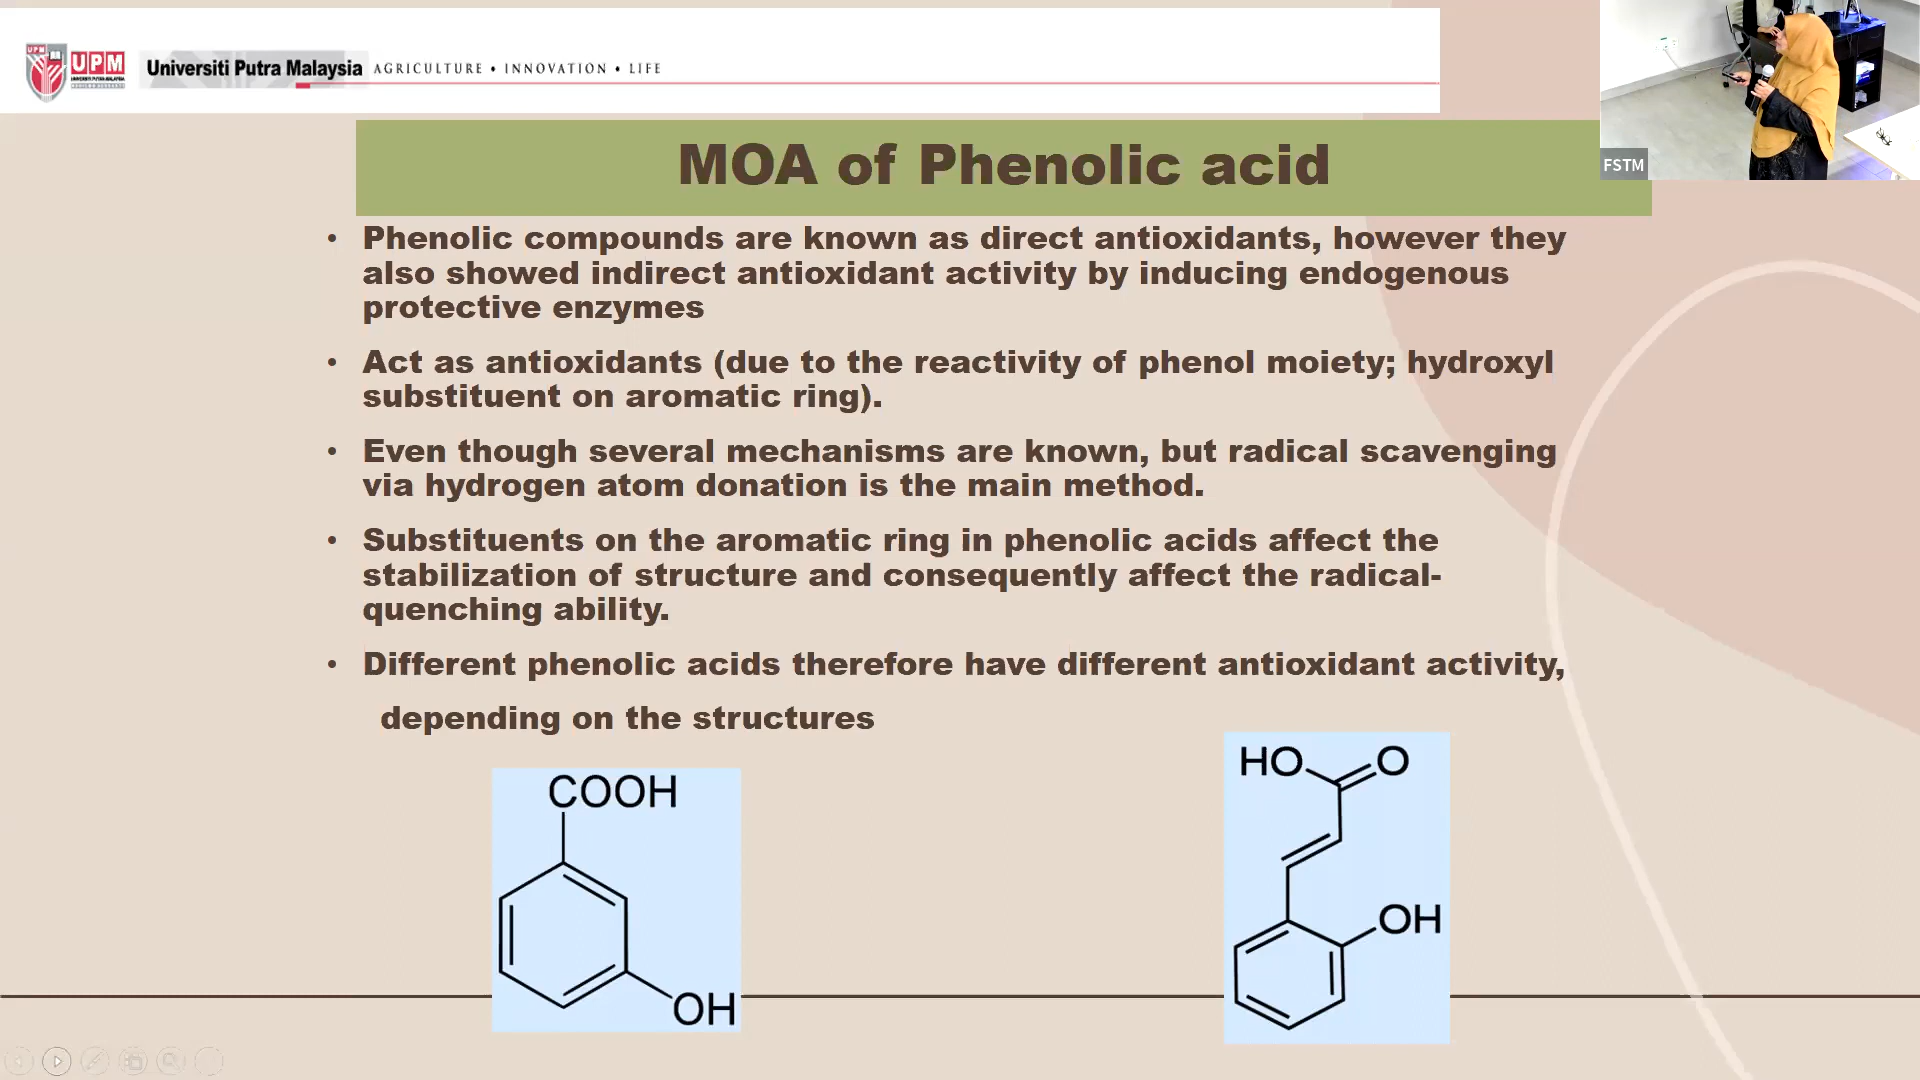 UPM
UPM
UNIVERSITI PUTRA MALAYSIA
Universiti Putra Malaysia
AGRICULTURE • INNOVATION • LIFE
FSTM
MOA of Phenolic acid
• Phenolic compounds are known as direct antioxidants, however they
also showed indirect antioxidant activity by inducing endogenous
protective enzymes
• Act as antioxidants (due to the reactivity of phenol moiety; hydroxyl
substituent on aromatic ring).
• Even though several mechanisms are known, but radical scavenging
via hydrogen atom donation is the main method.
• Substituents on the aromatic ring in phenolic acids affect the
stabilization of structure and consequently affect the radical-
quenching ability.
• Different phenolic acids therefore have different antioxidant activity,
depending on the structures
COOH
OH
HO
O
OH